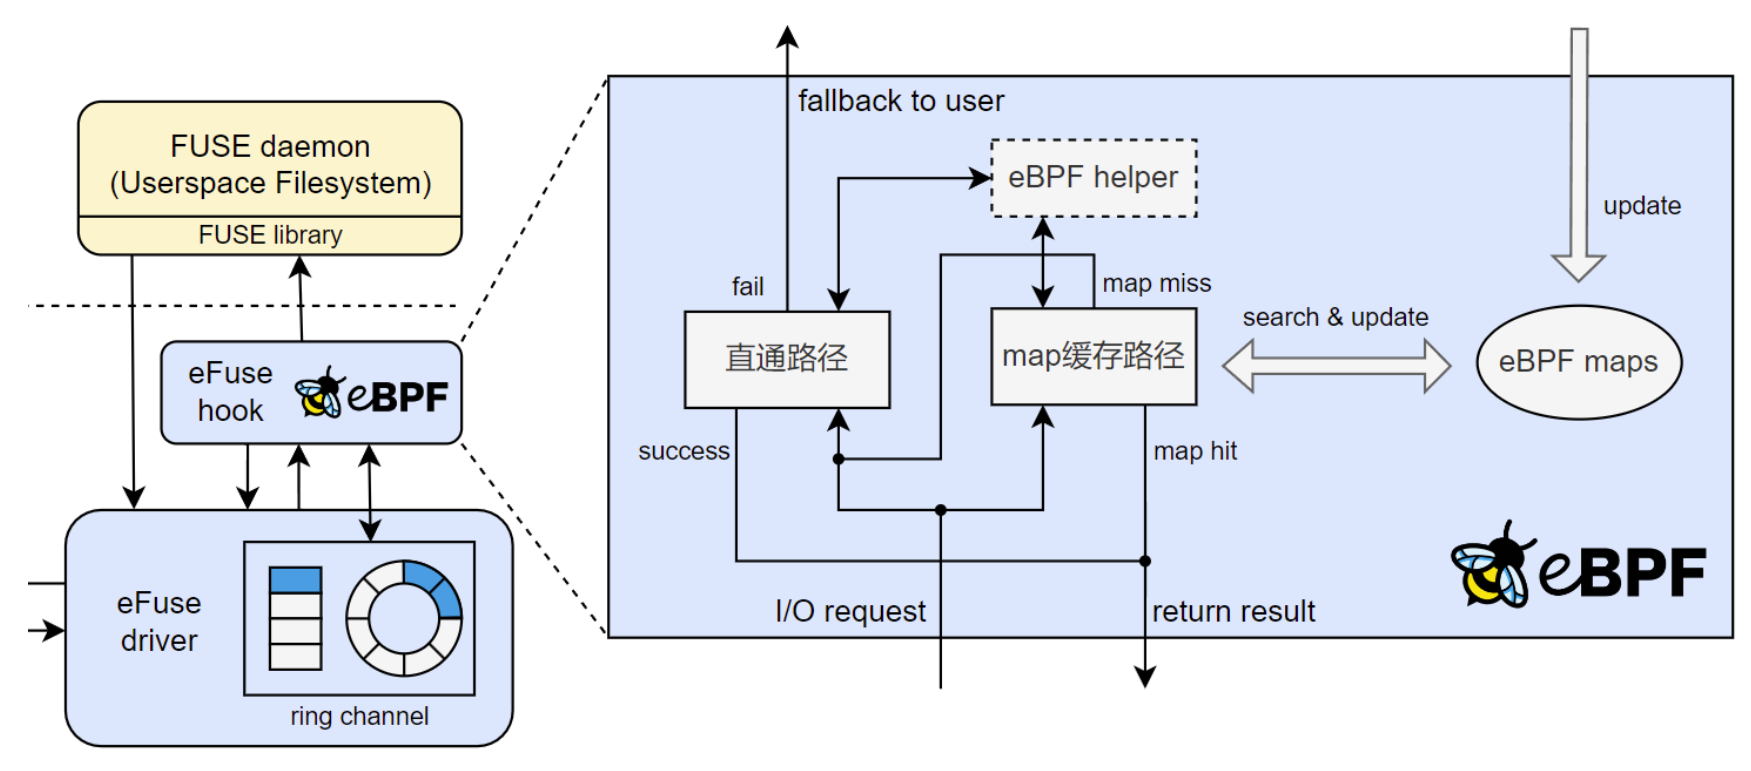 FUSE daemon
(Userspace Filesystem)
FUSE library
eFuse
hook
eBPF
eFuse
driver
ring channel
fallback to user
eBPF helper
update
fail
map miss
search & update
直通路径
map缓存路径
eBPF maps
success
map hit
eBPF
I/O request
return result